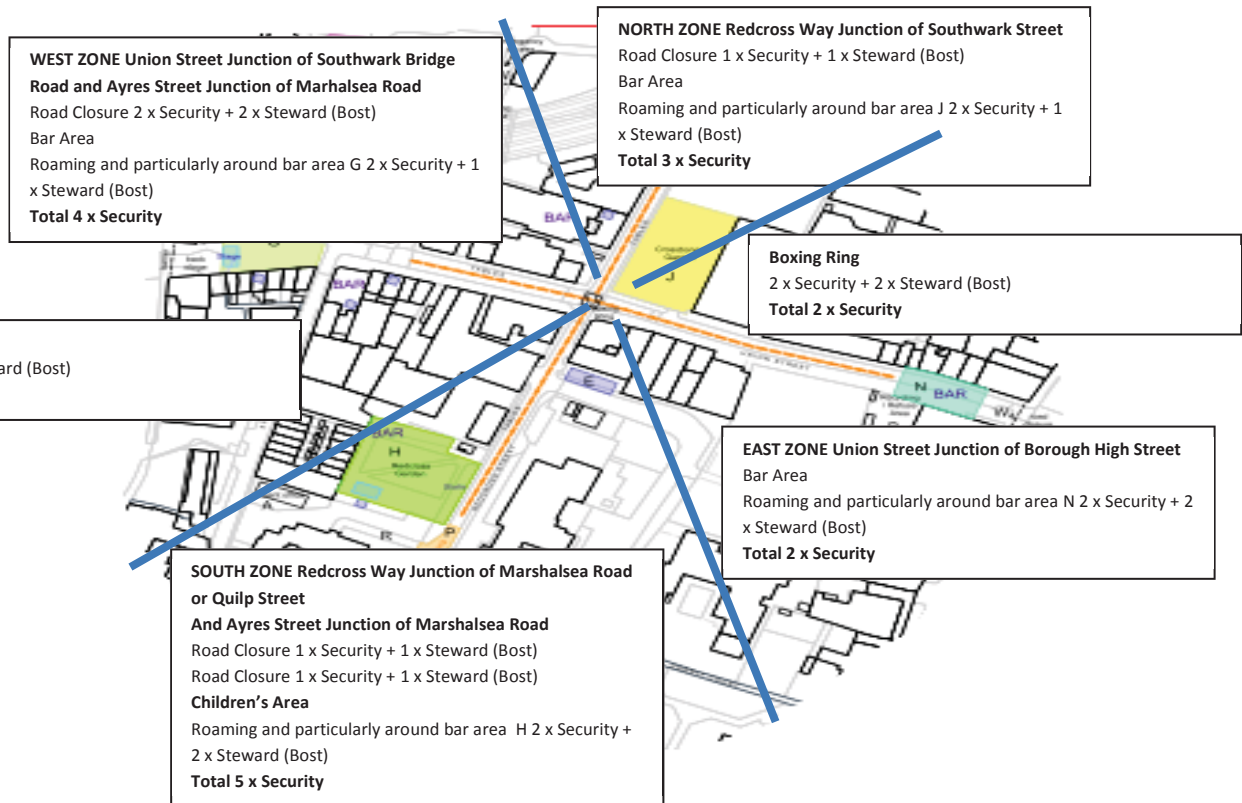 WEST ZONE Union Street Junction of Southwark Bridge
Road and Ayres Street Junction of Marhalsea Road
Road Closure 2 x Security + 2 x Steward (Bost)
Bar Area
Roaming and particularly around bar area G 2 x Security + 1
x Steward (Bost)
Total 4 x Security
NORTH ZONE Redcross Way Junction of Southwark Street
Road Closure 1 x Security + 1 x Steward (Bost)
Bar Area
Roaming and particularly around bar area J 2 x Security + 1
x Steward (Bost)
Total 3 x Security
BAR
TABLES
J
Boxing Ring
2 x Security + 2 x Steward (Bost)
Total 2 x Security
Stage
BAR
TABLES
ard (Bost)
UNION STREET
E
N
BAR
TABLES
BAR
H
R
P
EAST ZONE Union Street Junction of Borough High Street
Bar Area
Roaming and particularly around bar area N 2 x Security + 2
x Steward (Bost)
Total 2 x Security
SOUTH ZONE Redcross Way Junction of Marshalsea Road
or Quilp Street
And Ayres Street Junction of Marshalsea Road
Road Closure 1 x Security + 1 x Steward (Bost)
Road Closure 1 x Security + 1 x Steward (Bost)
Children’s Area
Roaming and particularly around bar area H 2 x Security +
2 x Steward (Bost)
Total 5 x Security